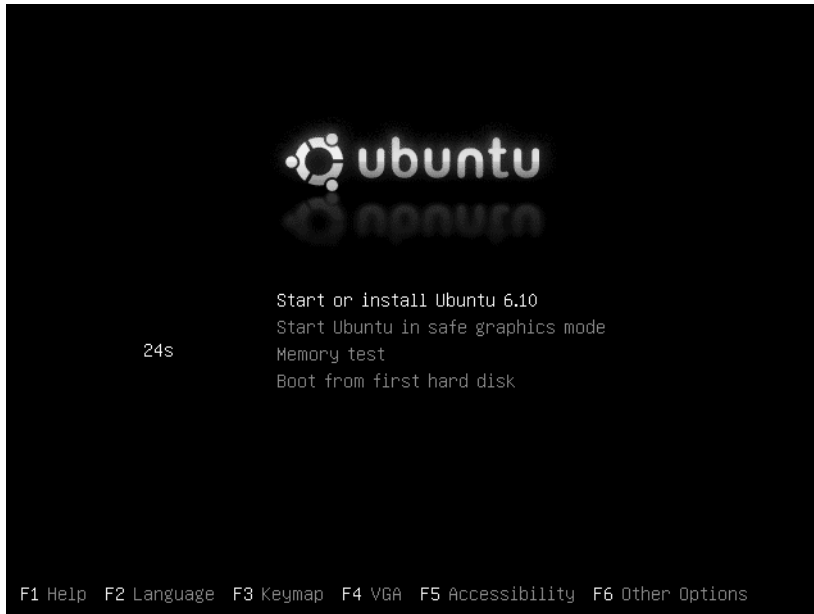 ubuntu
Start or install Ubuntu 6.10
Start Ubuntu in safe graphics mode
24s
Memory test
Boot from first hard disk
F1 Help F2 Language F3 Keymap F4 VGA F5 Accessibility F6 Other Options